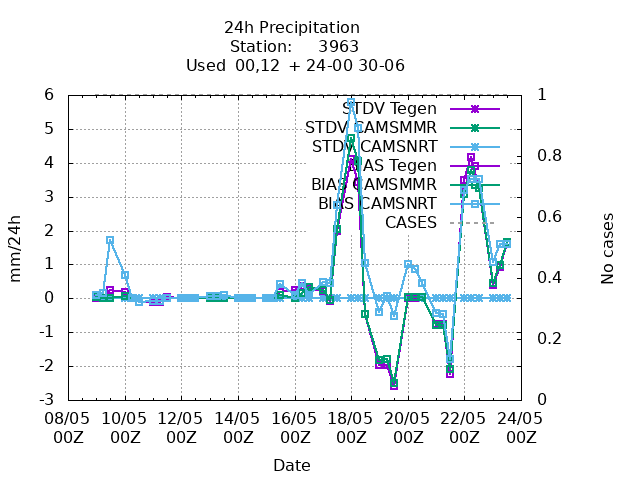 24h Precipitation
Station: 3963
Used 00,12 + 24-00 30-06
6
5
4
3
2
1
0
-1
-2
-3
mm/24h
1
0.8
0.6
0.4
0.2
0
No cases
STDV Tegen
STDV CAMSMMR
STDV CAMSNRT
BIAS Tegen
BIAS CAMSMMR
BIAS CAMSNRT
CASES
08/05 10/05 12/05 14/05 16/05 18/05 20/05 22/05 24/05
00Z 00Z 00Z 00Z 00Z 00Z 00Z 00Z 00Z
Date